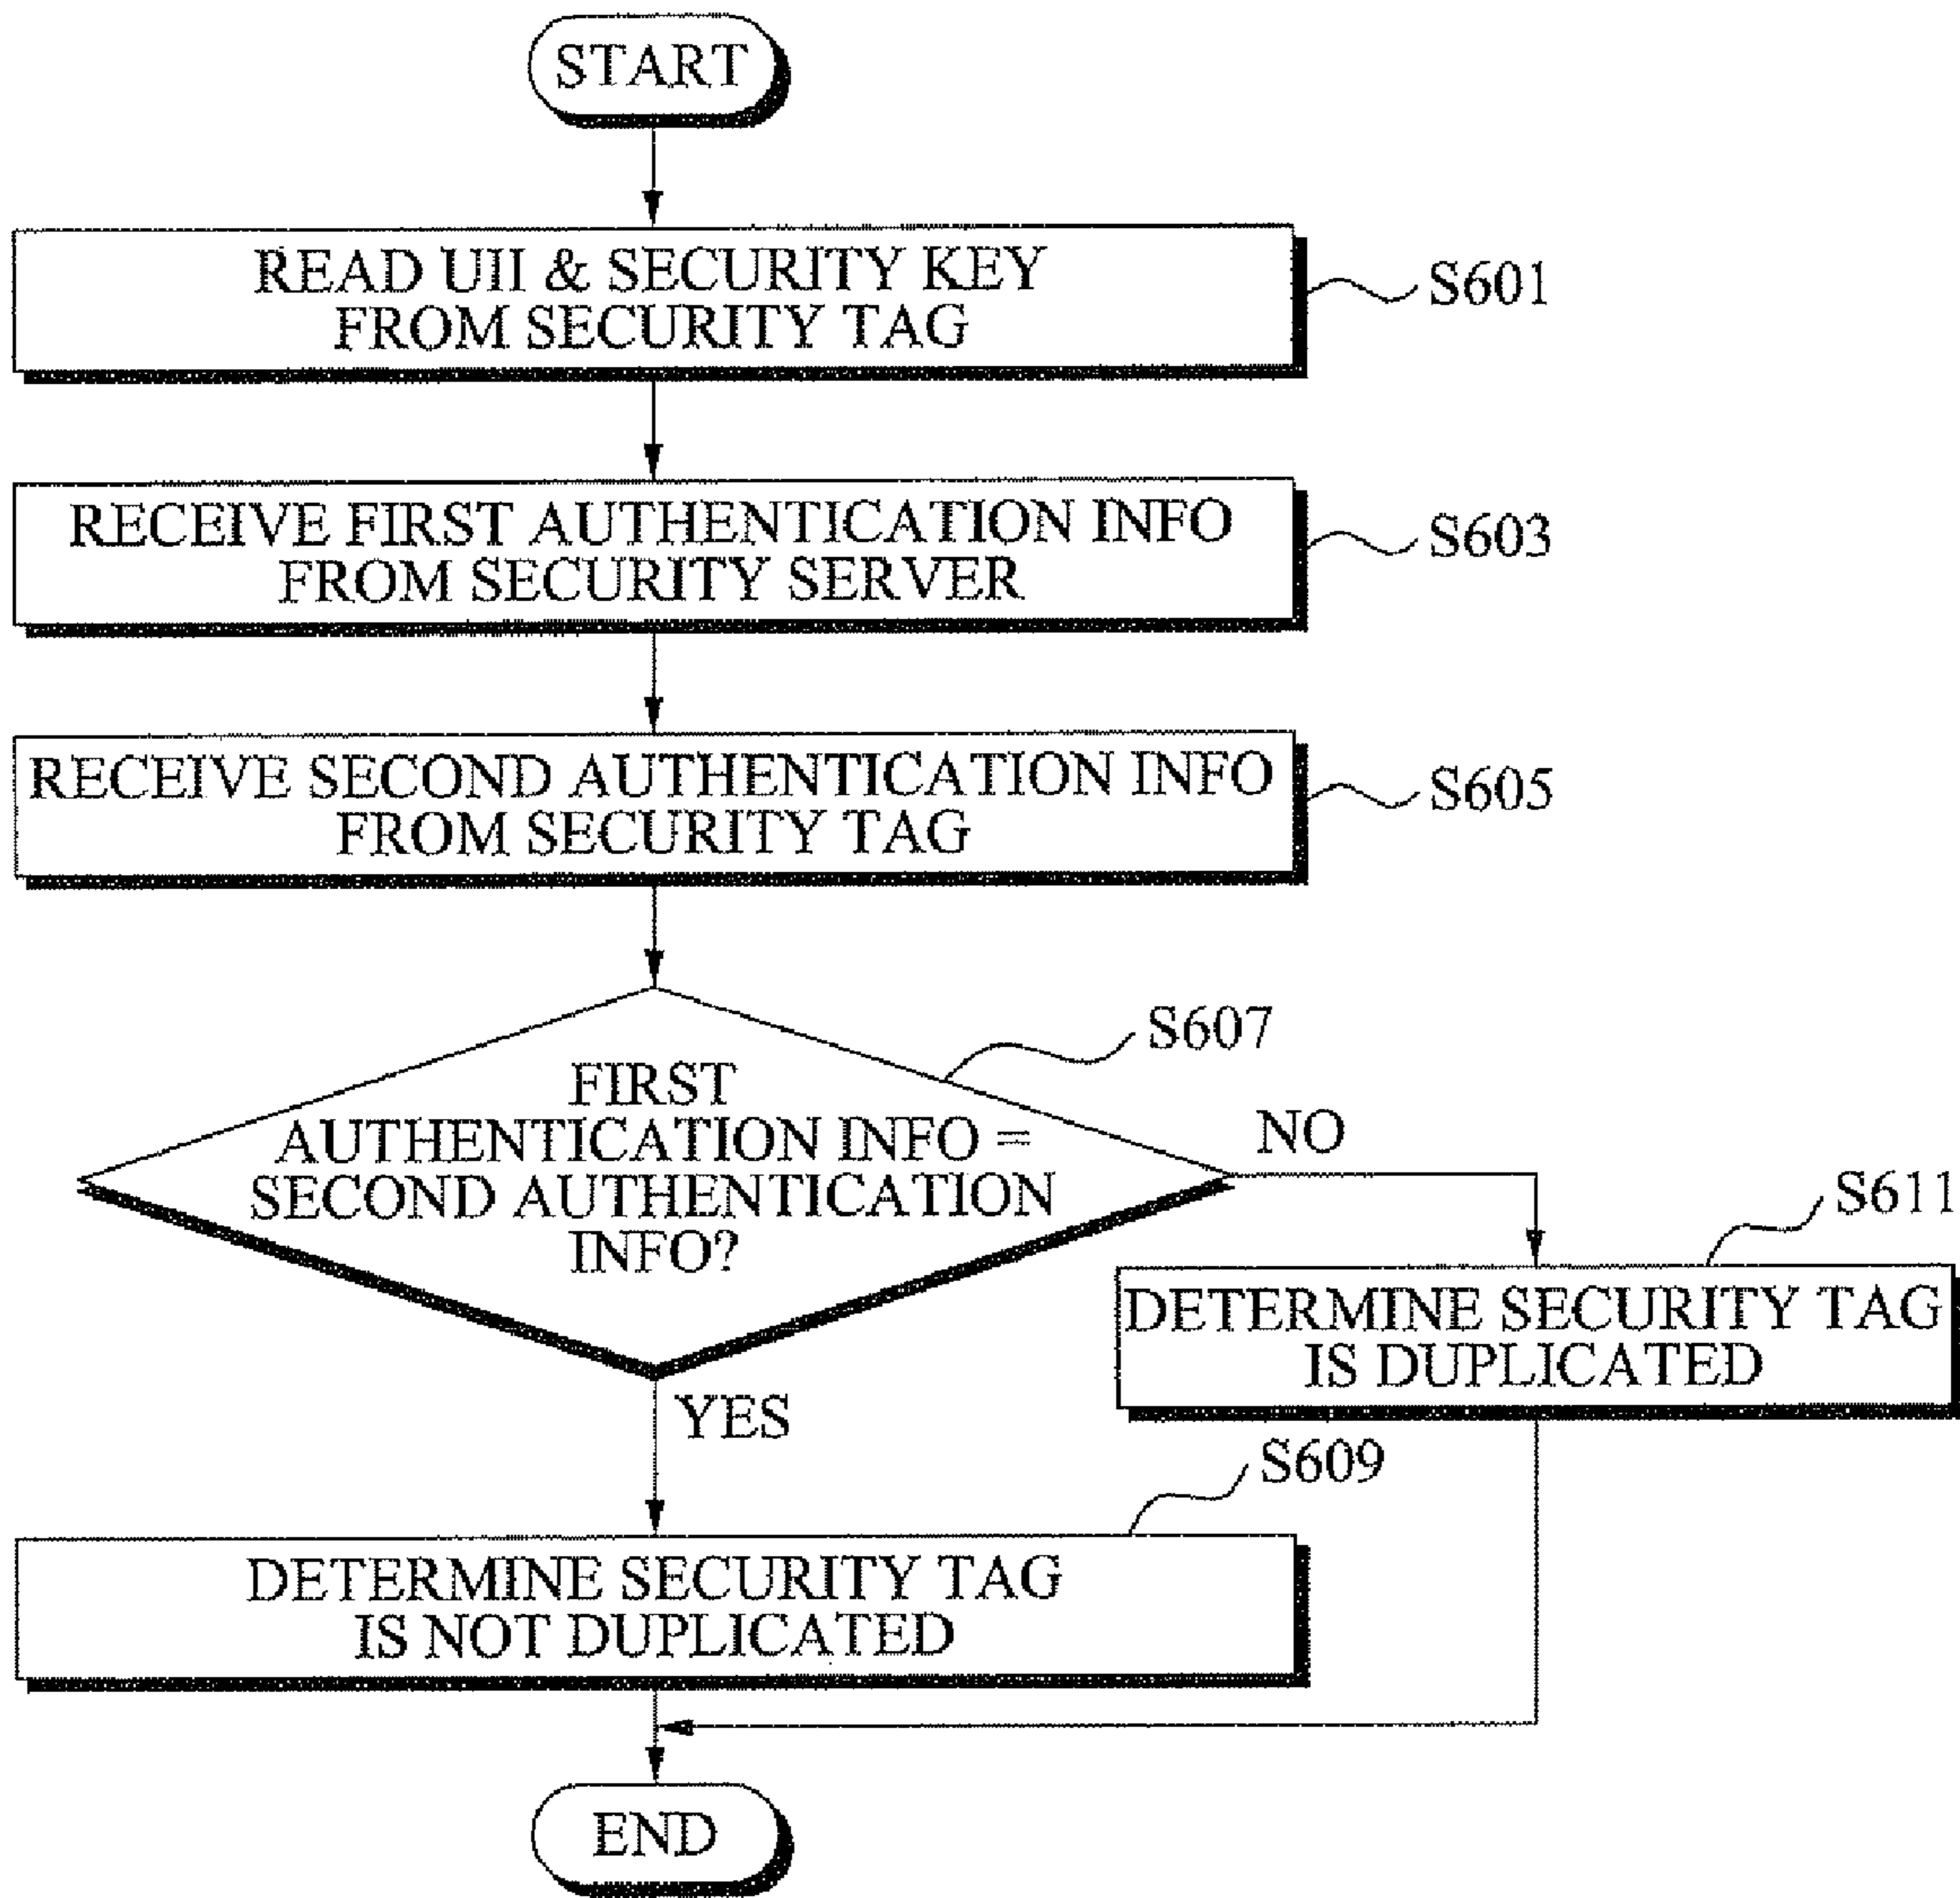 START
READ UII & SECURITY KEY
FROM SECURITY TAG
S601
RECEIVE FIRST AUTHENTICATION INFO
FROM SECURITY SERVER
S603
RECEIVE SECOND AUTHENTICATION INFO
FROM SECURITY TAG
S605
S607
FIRST
AUTHENTICATION INFO =
SECOND AUTHENTICATION
INFO?
NO
S611
DETERMINE SECURITY TAG
IS DUPLICATED
YES
S609
DETERMINE SECURITY TAG
IS NOT DUPLICATED
END